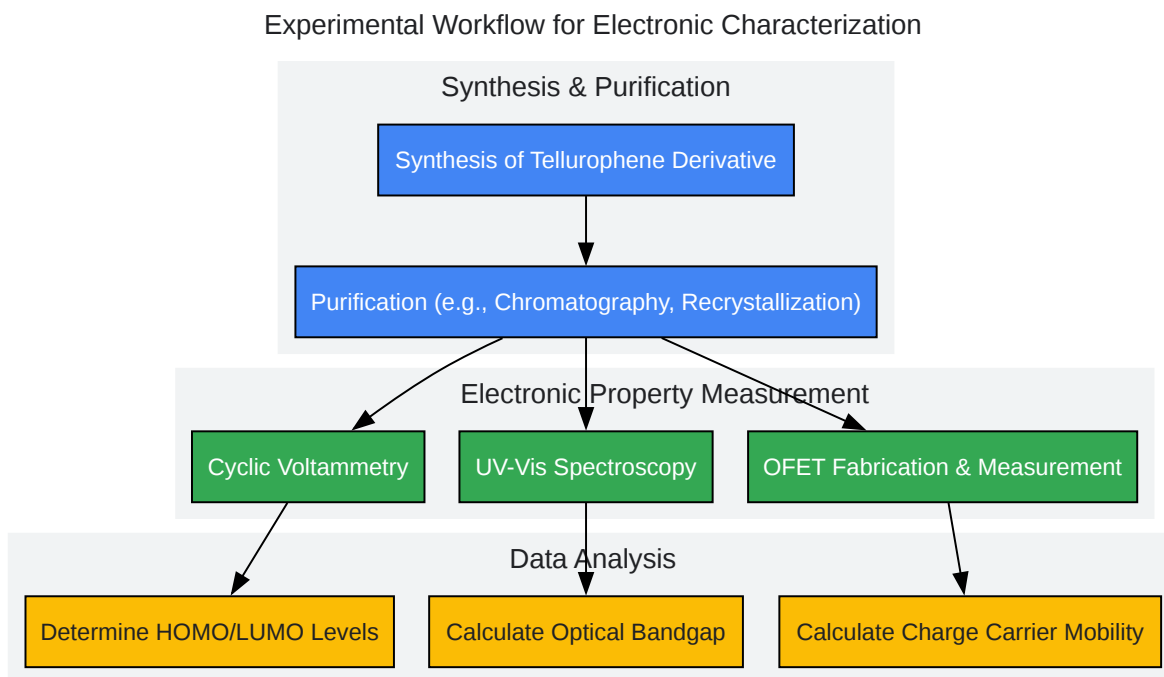 Experimental Workflow for Electronic Characterization
Synthesis & Purification
Synthesis of Tellurophene Derivative
Purification (e.g., Chromatography, Recrystallization)
Electronic Property Measurement
Cyclic Voltammetry
UV-Vis Spectroscopy
OFET Fabrication & Measurement
Data Analysis
Determine HOMO/LUMO Levels
Calculate Optical Bandgap
Calculate Charge Carrier Mobility